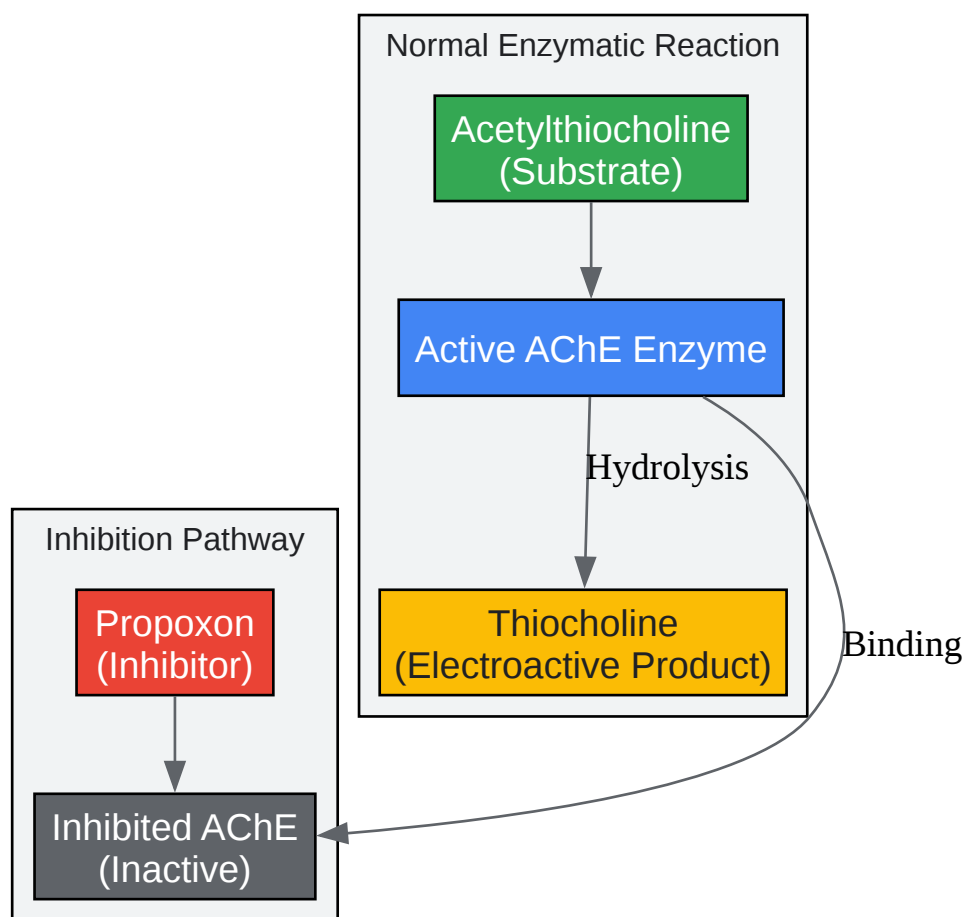 Normal Enzymatic Reaction
Acetylthiocholine
(Substrate)
Active AChE Enzyme
Hydrolysis
Thiocholine
(Electroactive Product)
Binding
Inhibition Pathway
Propoxon
(Inhibitor)
Inhibited AChE
(Inactive)